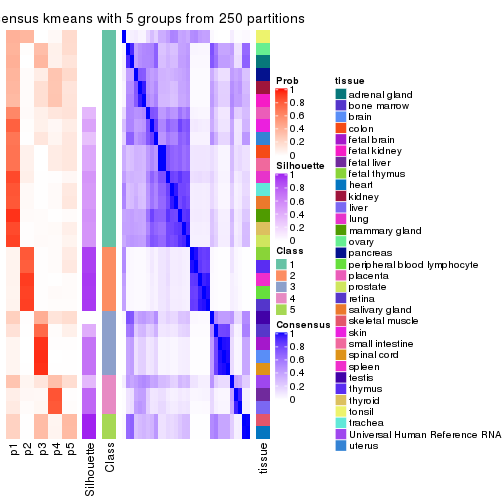 ensus kmeans with 5 groups from 250 partitions
Prob
1
0.8
0.6
0.4
0.2
0
Silhouette
1
0.8
0.6
0.4
0.2
0
Class
1
2
3
4
5
Consensus
1
0.8
0.6
0.4
0.2
0
tissue
adrenal gland
bone marrow
brain
colon
fetal brain
fetal kidney
fetal liver
fetal thymus
heart
kidney
liver
lung
mammary gland
ovary
pancreas
peripheral blood lymphocyte
placenta
prostate
retina
salivary gland
skeletal muscle
skin
small intestine
spinal cord
spleen
testis
thymus
thyroid
tonsil
trachea
Universal Human Reference RNA
uterus
p1
p2
p3
p4
p5
Silhouette
Class
tissue